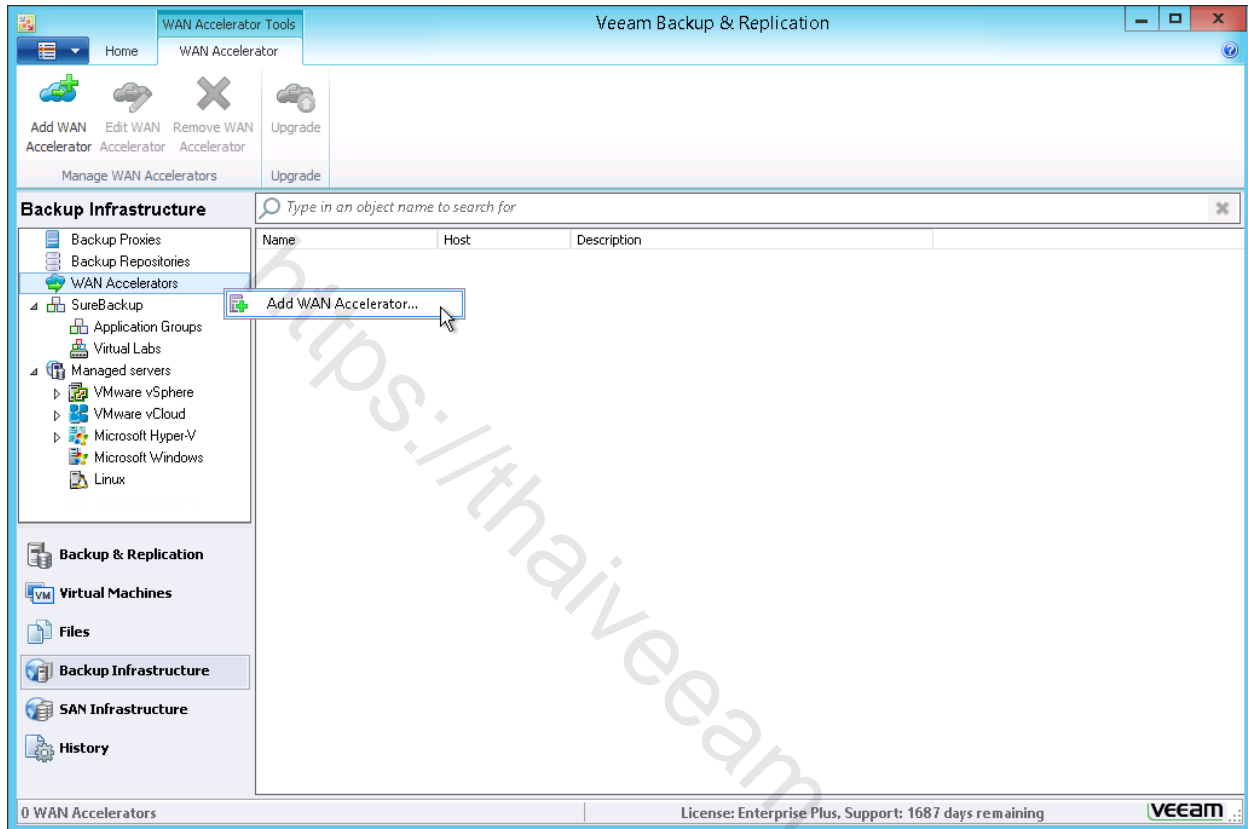 WAN Accelerator Tools
Veeam Backup & Replication
Home
WAN Accelerator
Add WAN Accelerator
Edit WAN Accelerator
Remove WAN Accelerator
Upgrade
Manage WAN Accelerators
Upgrade
Backup Infrastructure
Type in an object name to search for
Backup Proxies
Backup Repositories
WAN Accelerators
SureBackup
Application Groups
Virtual Labs
Managed servers
VMware vSphere
VMware vCloud
Microsoft Hyper-V
Microsoft Windows
Linux
Name
Host
Description
Add WAN Accelerator...
https://thaiveeam
Backup & Replication
VM
Virtual Machines
Files
Backup Infrastructure
SAN Infrastructure
History
0 WAN Accelerators
License: Enterprise Plus, Support: 1687 days remaining
veeam